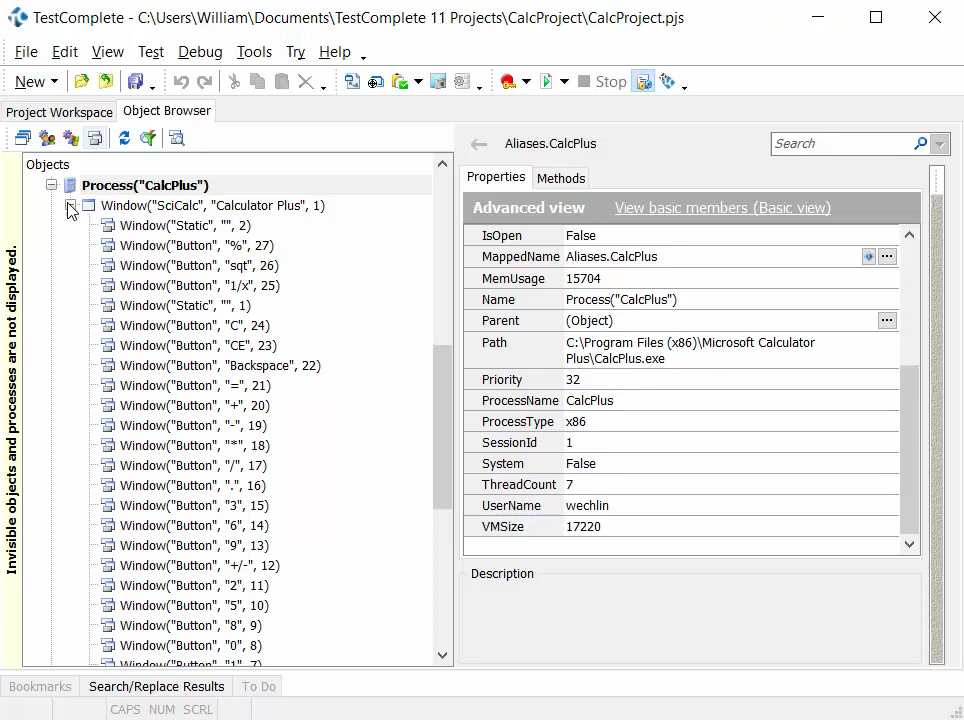 TestComplete - C:\Users\William\Documents\TestComplete 11 Projects\CalcProject\CalcProject.pjs
File Edit View Test Debug Tools Try Help
New Stop
Project Workspace Object Browser
Invisible objects and processes are not displayed.
Objects
Process("CalcPlus")
Window("SciCalc", "Calculator Plus", 1)
Window("Static", "", 2)
Window("Button", "%", 27)
Window("Button", "sqt", 26)
Window("Button", "1/x", 25)
Window("Static", "", 1)
Window("Button", "C", 24)
Window("Button", "CE", 23)
Window("Button", "Backspace", 22)
Window("Button", "=", 21)
Window("Button", "+", 20)
Window("Button", "-", 19)
Window("Button", "*", 18)
Window("Button", "/", 17)
Window("Button", ".", 16)
Window("Button", "3", 15)
Window("Button", "6", 14)
Window("Button", "9", 13)
Window("Button", "+/-", 12)
Window("Button", "2", 11)
Window("Button", "5", 10)
Window("Button", "8", 9)
Window("Button", "0", 8)
Window("Button", "1", 7)
Aliases.CalcPlus
Search
Properties Methods
Advanced view View basic members (Basic view)
IsOpen False
MappedName Aliases.CalcPlus
MemUsage 15704
Name Process("CalcPlus")
Parent (Object)
Path C:\Program Files (x86)\Microsoft Calculator
Plus\CalcPlus.exe
Priority 32
ProcessName CalcPlus
ProcessType x86
SessionId 1
System False
ThreadCount 7
UserName wechlin
VMSize 17220
Description
Bookmarks Search/Replace Results To Do
CAPS NUM SCRL